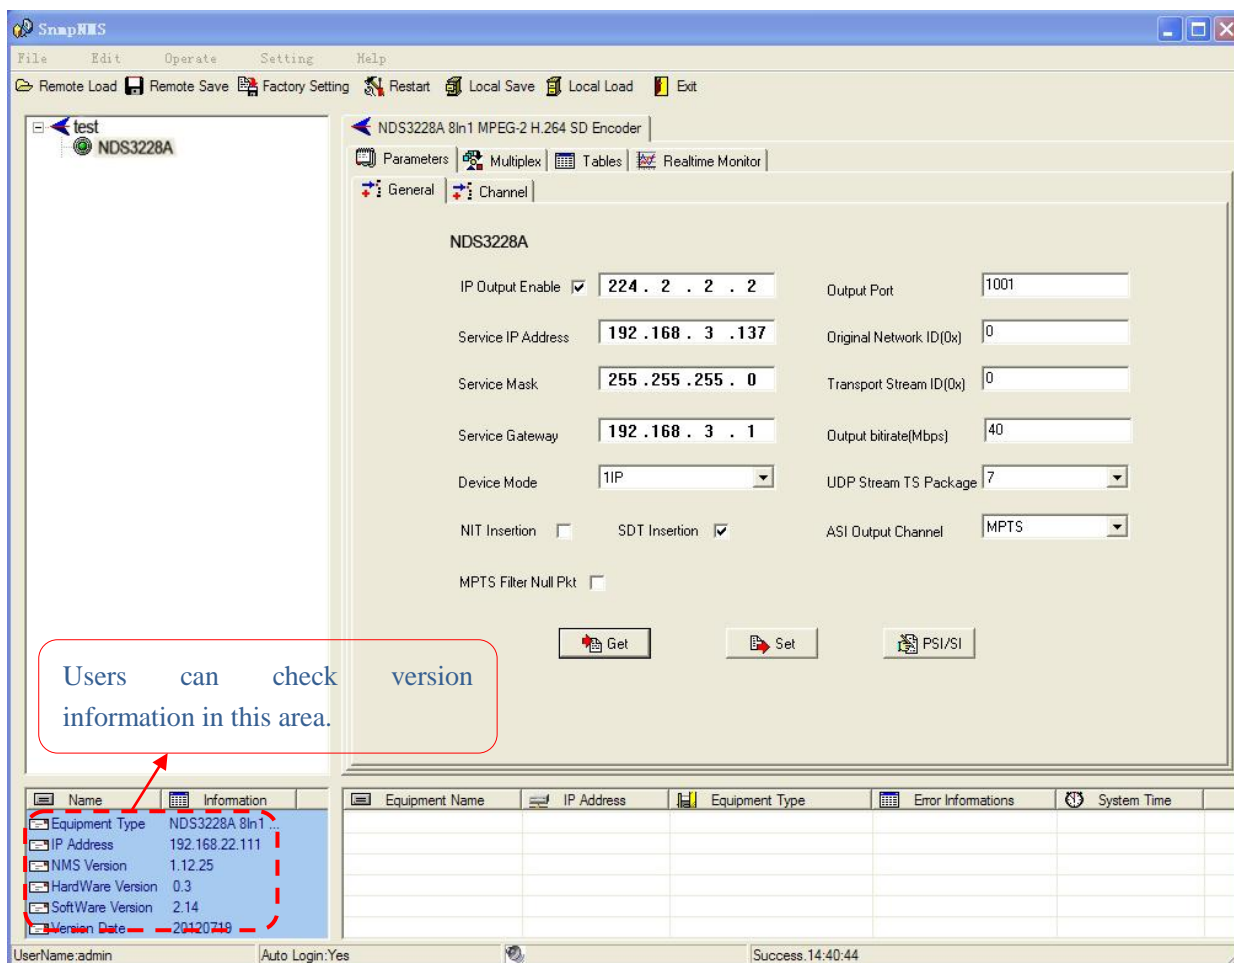 SnmpNMS
File Edit Operate Setting Help
Remote Load Remote Save Factory Setting Restart Local Save Local Load Exit
test
NDS3228A
NDS3228A 8In1 MPEG-2 H.264 SD Encoder
Parameters Multiplex Tables Realtime Monitor
General Channel
NDS3228A
IP Output Enable 224 . 2 . 2 . 2 Output Port 1001
Service IP Address 192 .168 . 3 .137 Original Network ID(0x) 0
Service Mask 255 .255 .255 . 0 Transport Stream ID(0x) 0
Service Gateway 192 .168 . 3 . 1 Output bitirate(Mbps) 40
Device Mode 1IP UDP Stream TS Package 7
NIT Insertion SDT Insertion ASI Output Channel MPTS
MPTS Filter Null Pkt
Get Set PSI/SI
Users can check version
information in this area.
Name Information
Equipment Type NDS3228A 8In1 ...
IP Address 192.168.22.111
NMS Version 1.12.25
HardWare Version 0.3
SoftWare Version 2.14
Version Date 20120719
Equipment Name IP Address Equipment Type Error Informations System Time
UserName:admin Auto Login:Yes Success.14:40:44